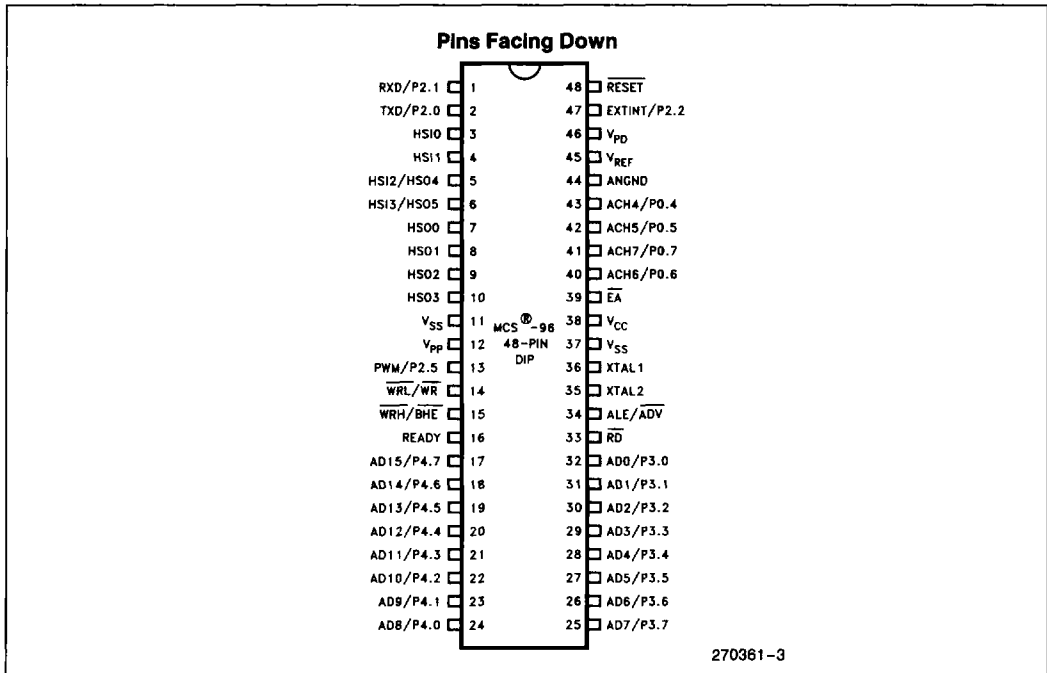 Pins Facing Down
RXD/P2.1 1 48 RESET
TXD/P2.0 2 47 EXTINT/P2.2
HSI0 3 46 VPD
HSI1 4 45 VREF
HSI2/HSO4 5 44 ANGND
HSI3/HSO5 6 43 ACH4/P0.4
HSO0 7 42 ACH5/P0.5
HSO1 8 41 ACH7/P0.7
HSO2 9 40 ACH6/P0.6
HSO3 10 39 EA
VSS 11 38 VCC
MCS®-96
VPP 12 48-PIN 37 VSS
DIP
PWM/P2.5 13 36 XTAL1
WRL/WR 14 35 XTAL2
WRH/BHE 15 34 ALE/ADV
READY 16 33 RD
AD15/P4.7 17 32 AD0/P3.0
AD14/P4.6 18 31 AD1/P3.1
AD13/P4.5 19 30 AD2/P3.2
AD12/P4.4 20 29 AD3/P3.3
AD11/P4.3 21 28 AD4/P3.4
AD10/P4.2 22 27 AD5/P3.5
AD9/P4.1 23 26 AD6/P3.6
AD8/P4.0 24 25 AD7/P3.7
270361-3